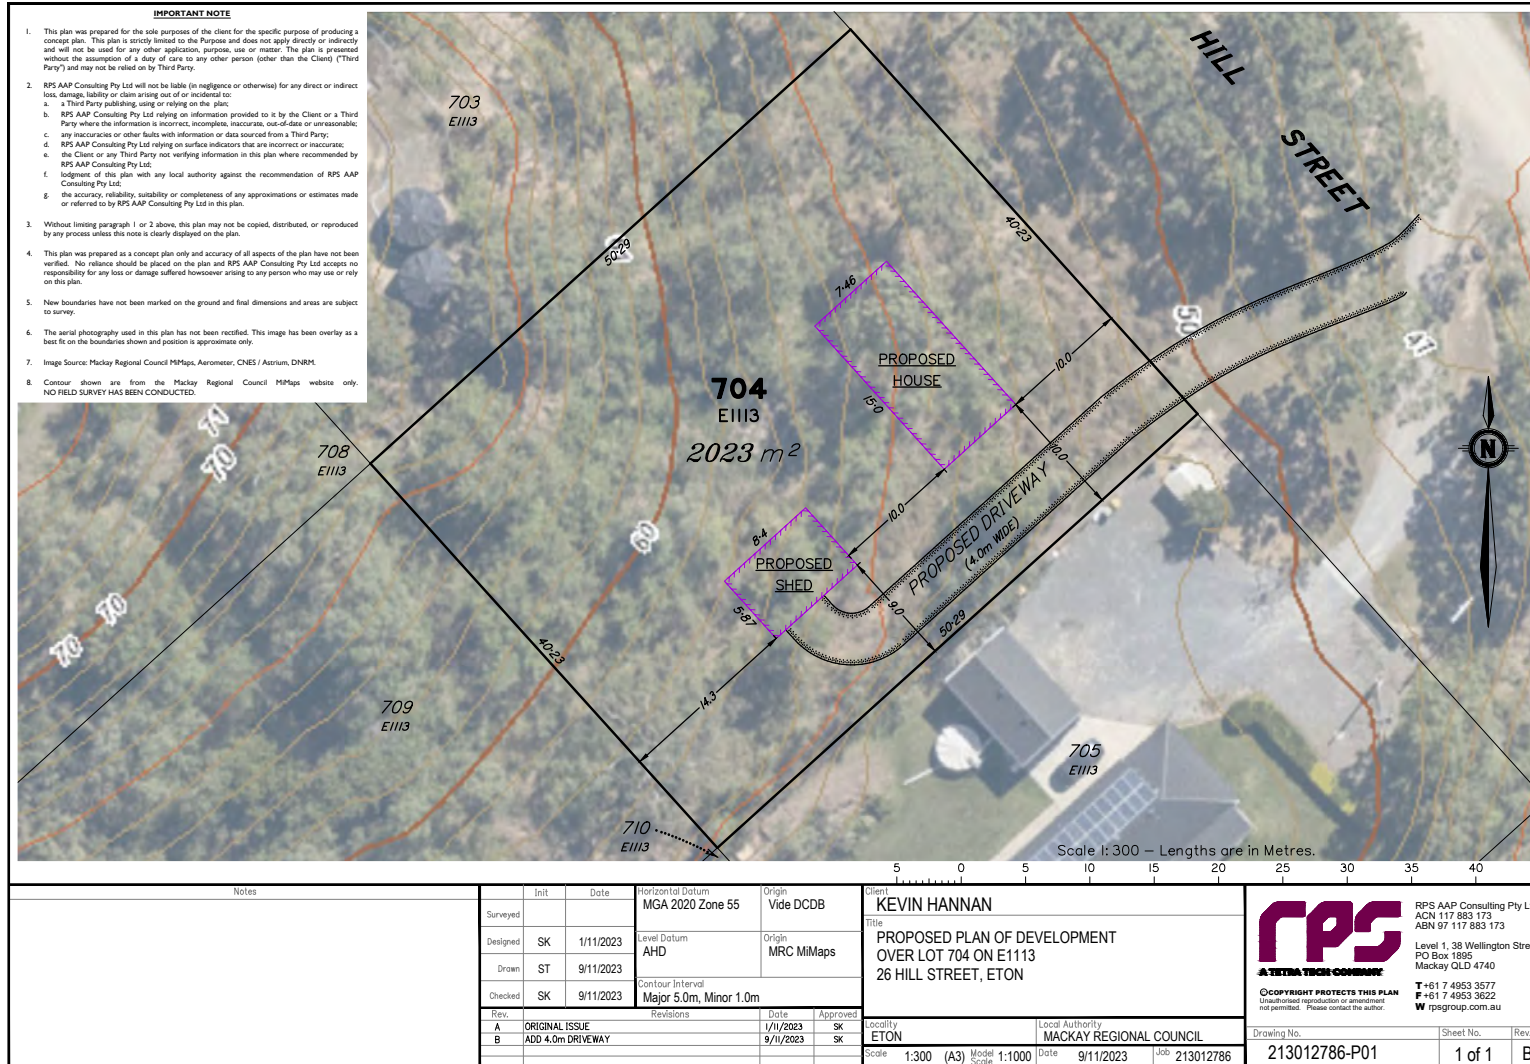 IMPORTANT NOTE
1. This plan was prepared for the sole purposes of the client for the specific purpose of producing a
concept plan. This plan is strictly limited to the Purpose and does not apply directly or indirectly
and will not be used for any other application, purpose, use or matter. The plan is presented
without the assumption of a duty of care to any other person (other than the Client) ("Third
Party") and may not be relied on by Third Party.
2. RPS AAP Consulting Pty Ltd will not be liable (in negligence or otherwise) for any direct or indirect
loss, damage, liability or claim arising out of or incidental to:
a. a Third Party publishing, using or relying on the plan;
b. RPS AAP Consulting Pty Ltd relying on information provided to it by the Client or a Third
Party where the information is incorrect, incomplete, inaccurate, out-of-date or unreasonable;
c. any inaccuracies or other faults with information or data sourced from a Third Party;
d. RPS AAP Consulting Pty Ltd relying on surface indicators that are incorrect or inaccurate;
e. the Client or any Third Party not verifying information in this plan where recommended by
RPS AAP Consulting Pty Ltd;
f. lodgment of this plan with any local authority against the recommendation of RPS AAP
Consulting Pty Ltd;
g. the accuracy, reliability, suitability or completeness of any approximations or estimates made
or referred to by RPS AAP Consulting Pty Ltd in this plan.
3. Without limiting paragraph 1 or 2 above, this plan may not be copied, distributed, or reproduced
by any process unless this note is clearly displayed on the plan.
4. This plan was prepared as a concept plan only and accuracy of all aspects of the plan have not been
verified. No reliance should be placed on the plan and RPS AAP Consulting Pty Ltd accepts no
responsibility for any loss or damage suffered howsoever arising to any person who may use or rely
on this plan.
5. New boundaries have not been marked on the ground and final dimensions and areas are subject
to survey.
6. The aerial photography used in this plan has not been rectified. This image has been overlay as a
best fit on the boundaries shown and position is approximate only.
7. Image Source: Mackay Regional Council MiMaps, Aerometer, CNES / Astrium, DNRM.
8. Contour shown are from the Mackay Regional Council MiMaps website only.
NO FIELD SURVEY HAS BEEN CONDUCTED.
703
E1113
HILL
STREET
50·29
40·23
7·46
PROPOSED
HOUSE
15·0
10.0
50
47
704
E1113
2023 m²
71
70
708
E1113
N
10.0
10.0
PROPOSED DRIVEWAY
(4.0m WIDE)
60
8·4
PROPOSED
SHED
5·87
9.0
50·29
70
70
40·23
14.3
709
E1113
705
E1113
710
E1113
Scale 1:300 – Lengths are in Metres.
5 0 5 10 15 20 25 30 35 40
Notes
Init Date
Surveyed
Designed SK 1/11/2023
Drawn ST 9/11/2023
Checked SK 9/11/2023
Horizontal Datum
MGA 2020 Zone 55
Origin
Vide DCDB
Level Datum
AHD
Origin
MRC MiMaps
Contour Interval
Major 5.0m, Minor 1.0m
Rev. Revisions Date Approved
A ORIGINAL ISSUE 1/11/2023 SK
B ADD 4.0m DRIVEWAY 9/11/2023 SK
Client
KEVIN HANNAN
Title
PROPOSED PLAN OF DEVELOPMENT
OVER LOT 704 ON E1113
26 HILL STREET, ETON
Locality
ETON
Local Authority
MACKAY REGIONAL COUNCIL
Scale 1:300 (A3) Model Scale 1:1000 Date 9/11/2023 Job 213012786
rps
A TETRA TECH COMPANY
© COPYRIGHT PROTECTS THIS PLAN
Unauthorised reproduction or amendment
not permitted. Please contact the author.
RPS AAP Consulting Pty L
ACN 117 883 173
ABN 97 117 883 173
Level 1, 38 Wellington Stre
PO Box 1895
Mackay QLD 4740
T +61 7 4953 3577
F +61 7 4953 3622
W rpsgroup.com.au
Drawing No.
213012786-P01
Sheet No.
1 of 1
Rev.